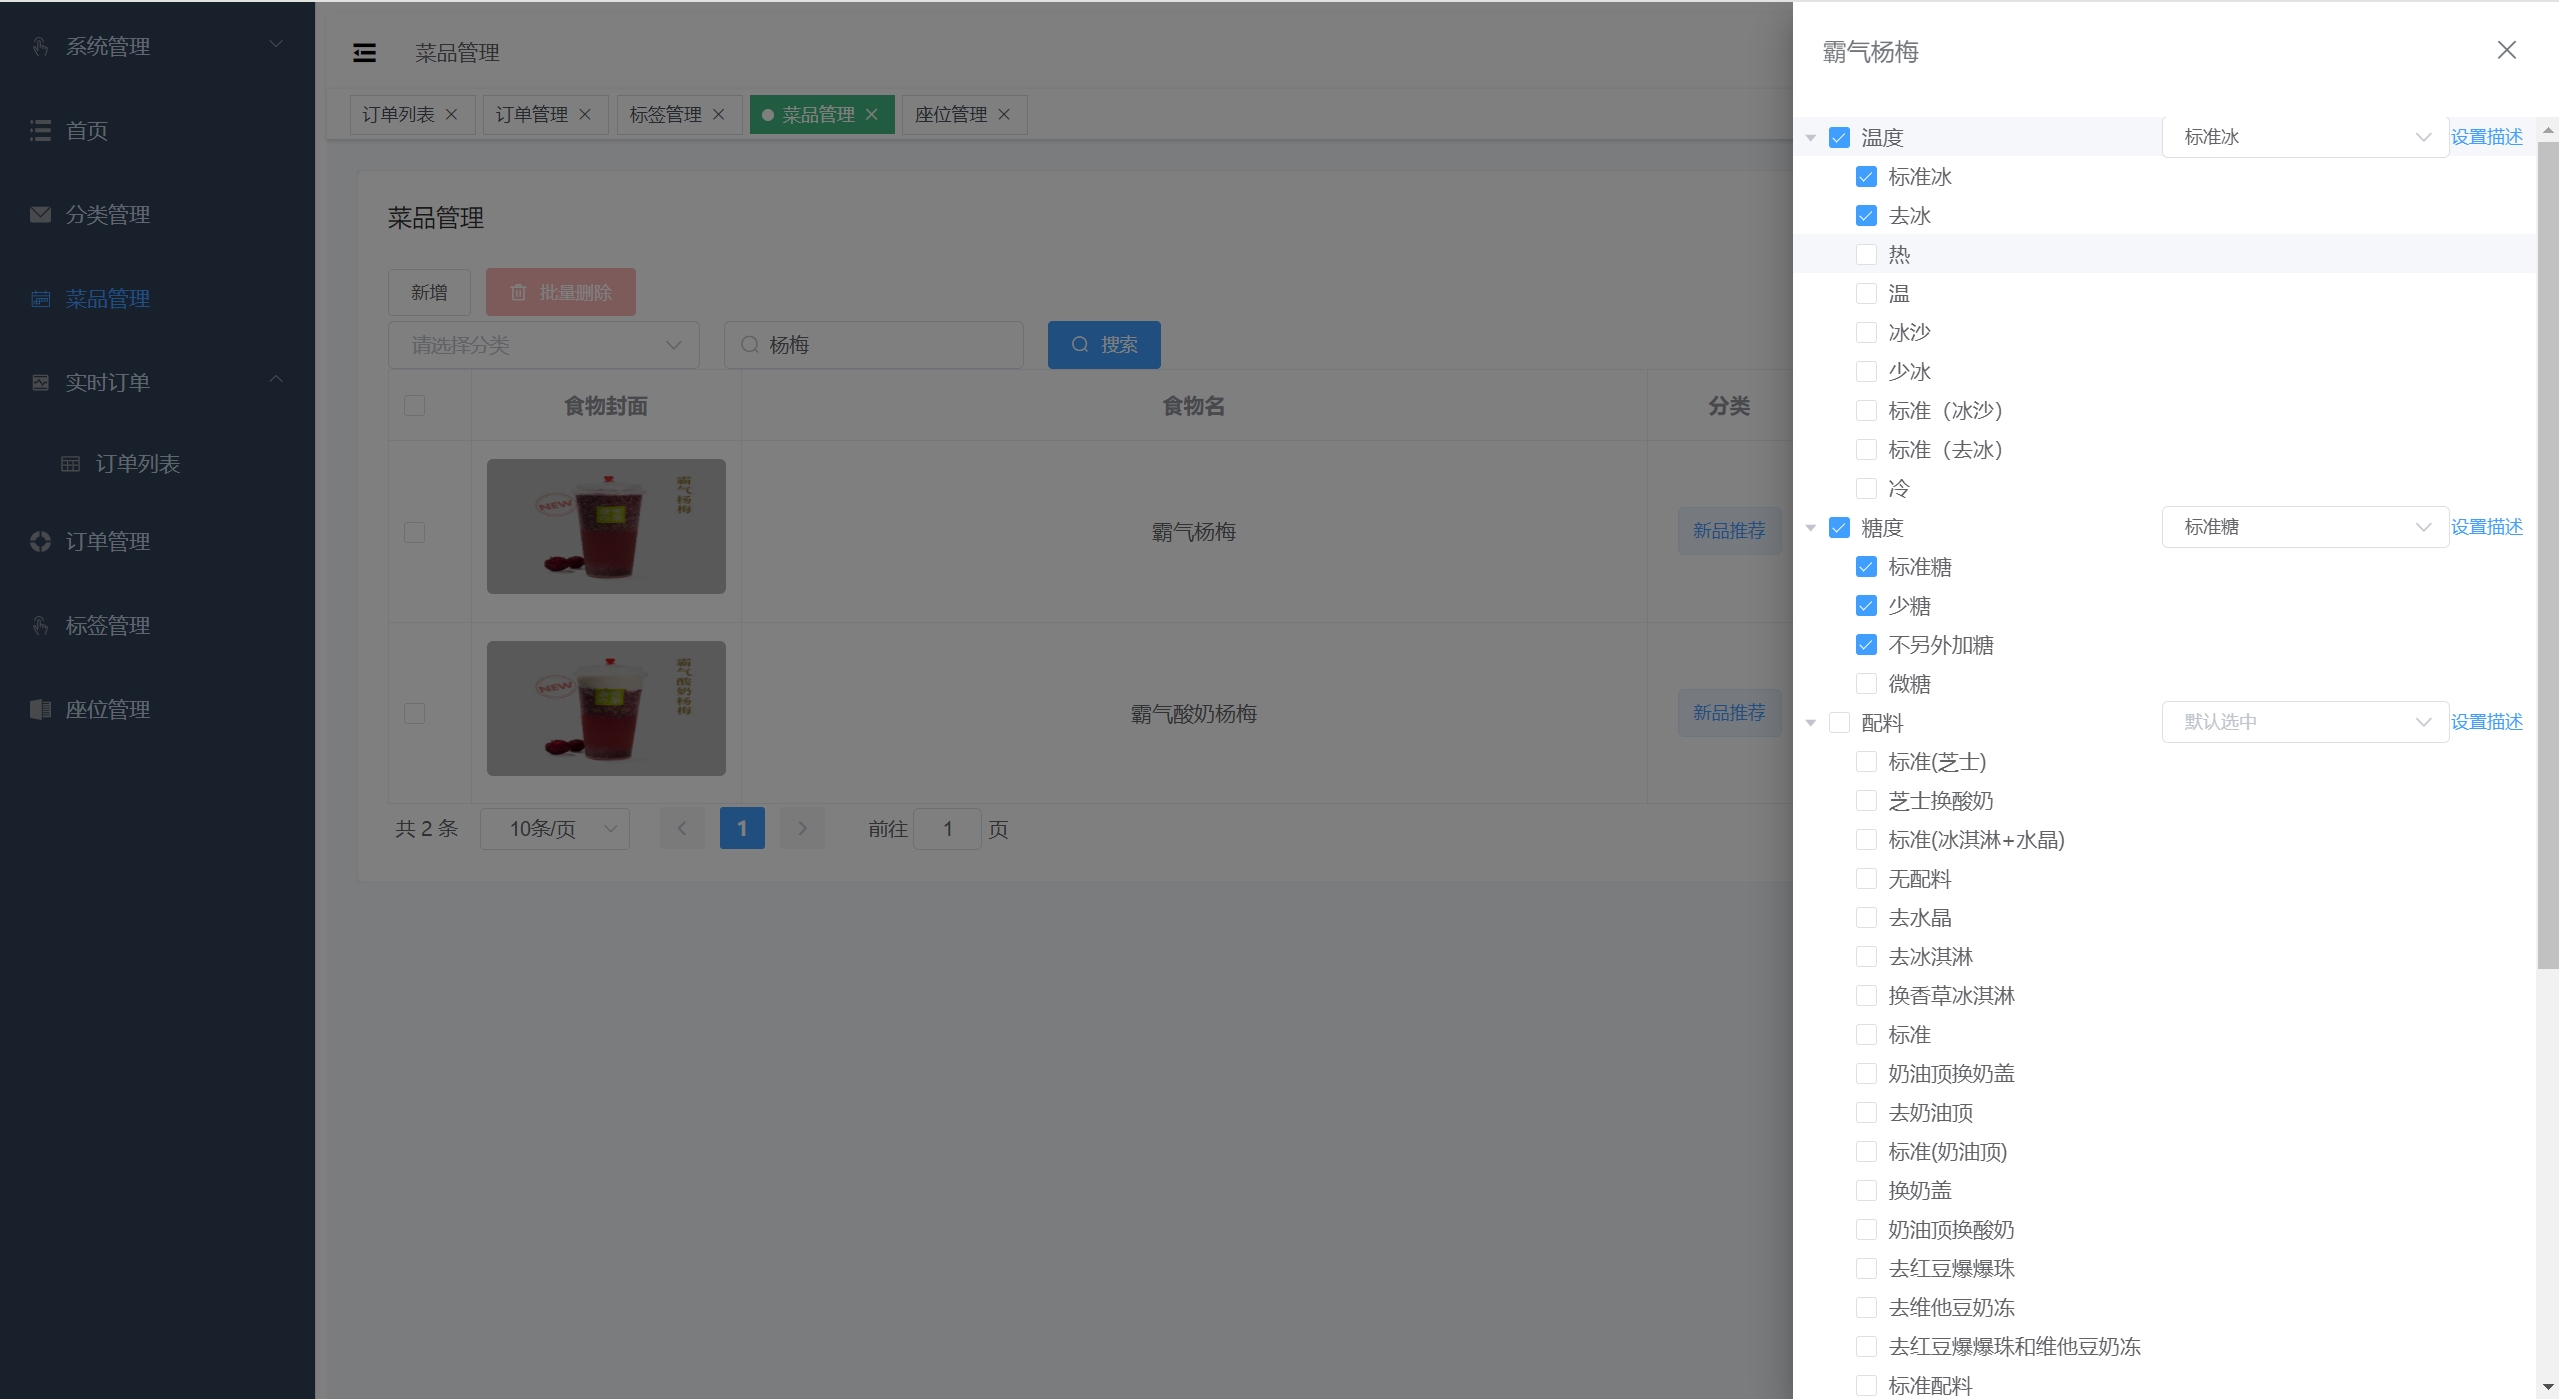 系统管理
首页
分类管理
菜品管理
实时订单
订单列表
订单管理
标签管理
座位管理
菜品管理
订单列表
订单管理
标签管理
菜品管理
座位管理
菜品管理
新增
批量删除
请选择分类
杨梅
搜索
食物封面
食物名
分类
NEW
霸气杨梅
霸气杨梅
新品推荐
NEW
霸气酸奶杨梅
霸气酸奶杨梅
新品推荐
共 2 条
10条/页
1
前往 1 页
霸气杨梅
温度
标准冰
设置描述
标准冰
去冰
热
温
冰沙
少冰
标准（冰沙）
标准（去冰）
冷
糖度
标准糖
设置描述
标准糖
少糖
不另外加糖
微糖
配料
默认选中
设置描述
标准(芝士)
芝士换酸奶
标准(冰淇淋+水晶)
无配料
去水晶
去冰淇淋
换香草冰淇淋
标准
奶油顶换奶盖
去奶油顶
标准(奶油顶)
换奶盖
奶油顶换酸奶
去红豆爆爆珠
去维他豆奶冻
去红豆爆爆珠和维他豆奶冻
标准配料